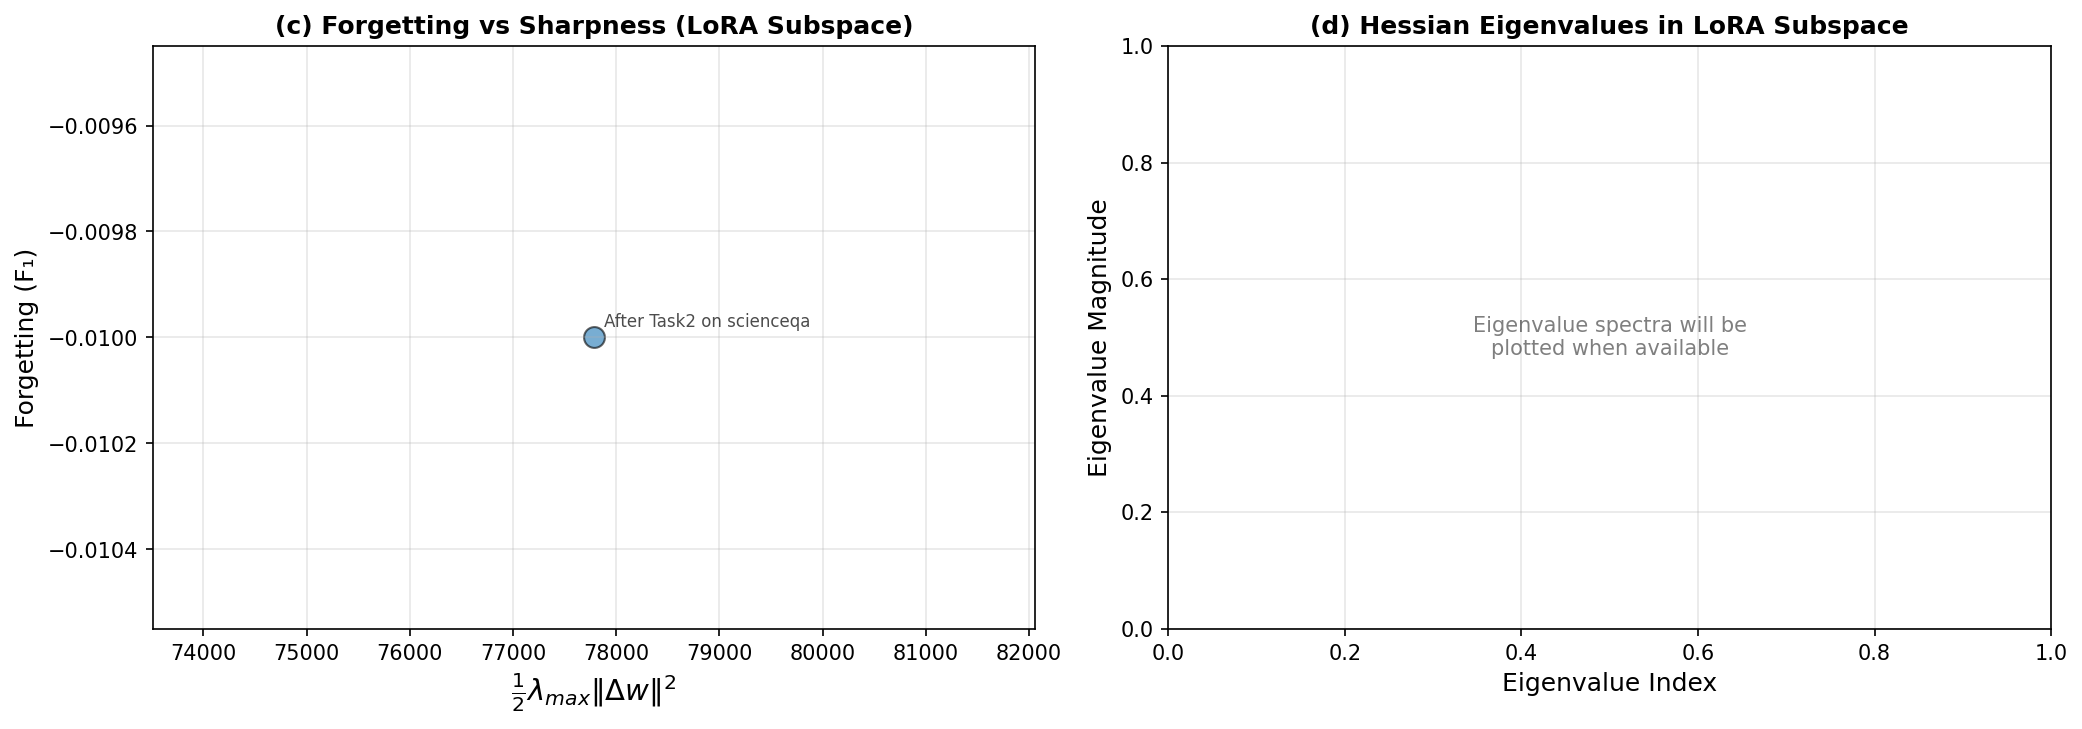 (c) Forgetting vs Sharpness (LoRA Subspace)
Forgetting (F₁)
−0.0096
−0.0098
−0.0100
−0.0102
−0.0104
After Task2 on scienceqa
74000 75000 76000 77000 78000 79000 80000 81000 82000
½λ_max‖Δw‖²
(d) Hessian Eigenvalues in LoRA Subspace
Eigenvalue Magnitude
1.0
0.8
0.6
0.4
0.2
0.0
Eigenvalue spectra will be
plotted when available
0.0 0.2 0.4 0.6 0.8 1.0
Eigenvalue Index